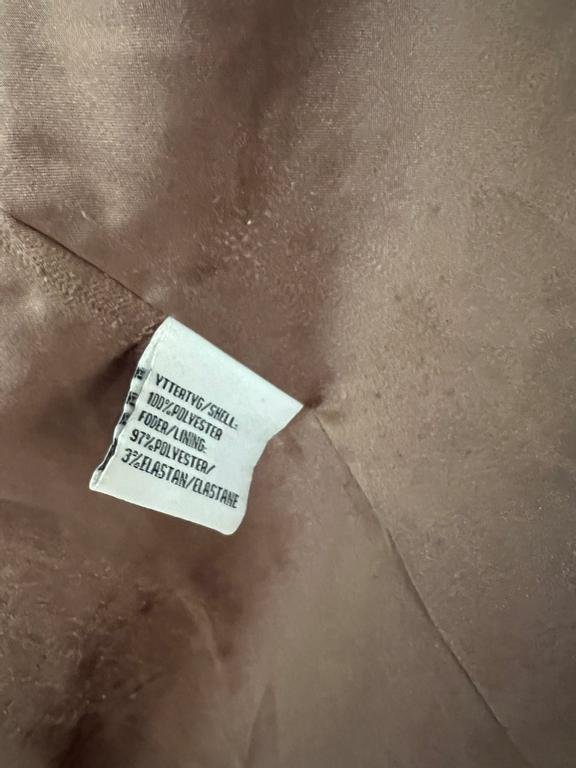 YTTERTYG/SHELL:
100%POLYESTER
FODER/LINING:
97%POLYESTER/
3%ELASTAN/ELASTANE